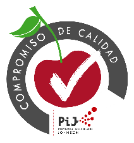 COMPROMISO DE CALIDAD
PiJ